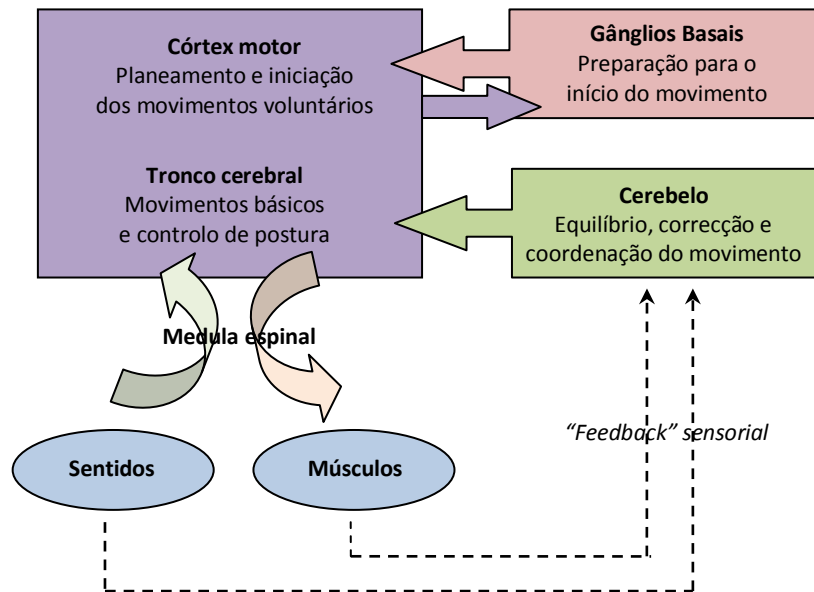 Córtex motor
Planeamento e iniciação
dos movimentos voluntários
Gânglios Basais
Preparação para o
início do movimento
Tronco cerebral
Movimentos básicos
e controlo de postura
Cerebelo
Equilíbrio, correcção e
coordenação do movimento
Medula espinal
"Feedback" sensorial
Sentidos
Músculos